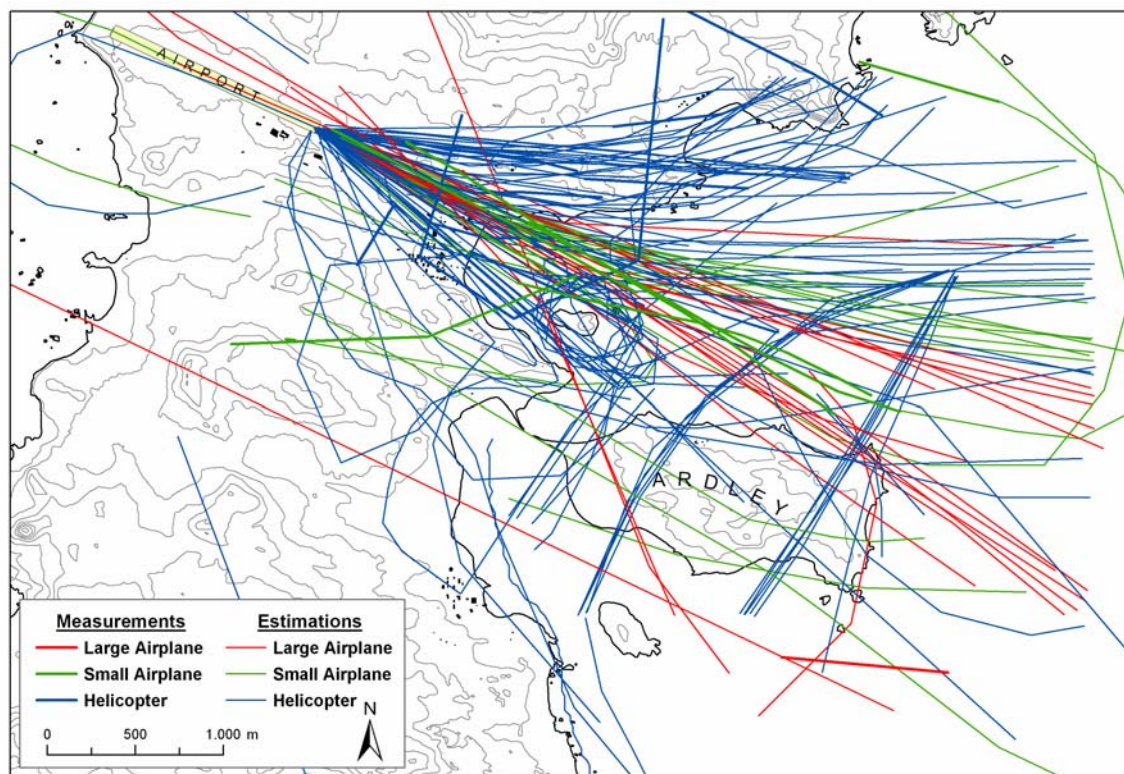 AIRPORT
ARDLEY
Measurements Estimations
Large Airplane Large Airplane
Small Airplane Small Airplane
Helicopter Helicopter
N
0 500 1.000 m